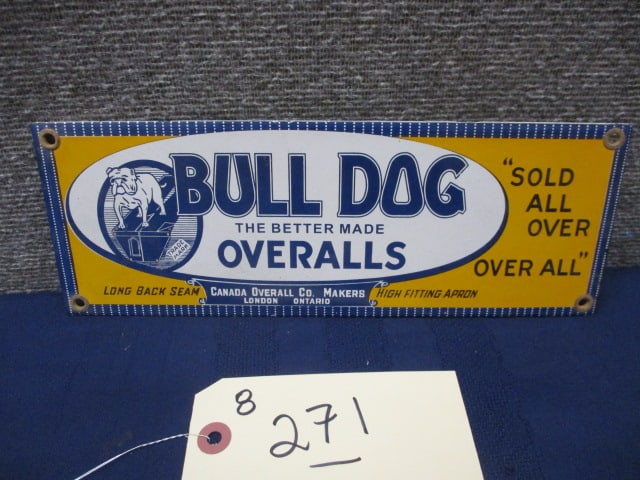 BULL DOG
THE BETTER MADE
OVERALLS
"SOLD
ALL
OVER
OVER ALL"
LONG BACK SEAM
CANADA OVERALL CO. MAKERS
LONDON ONTARIO
HIGH FITTING APRON
8
271